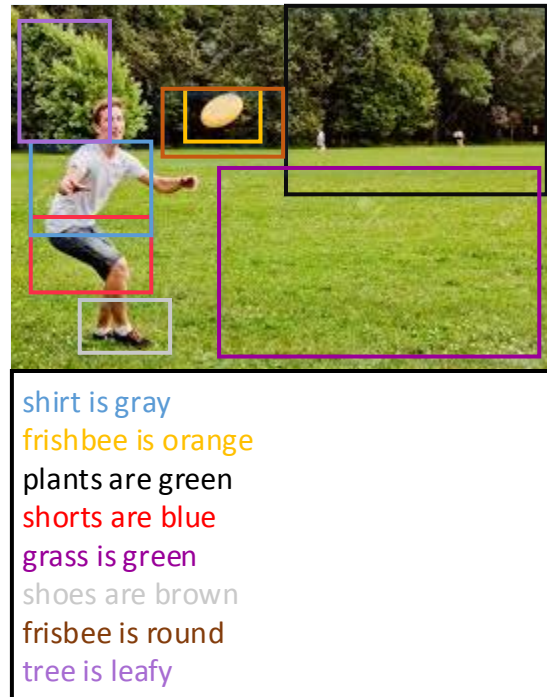 shirt is gray
frishbee is orange
plants are green
shorts are blue
grass is green
shoes are brown
frisbee is round
tree is leafy